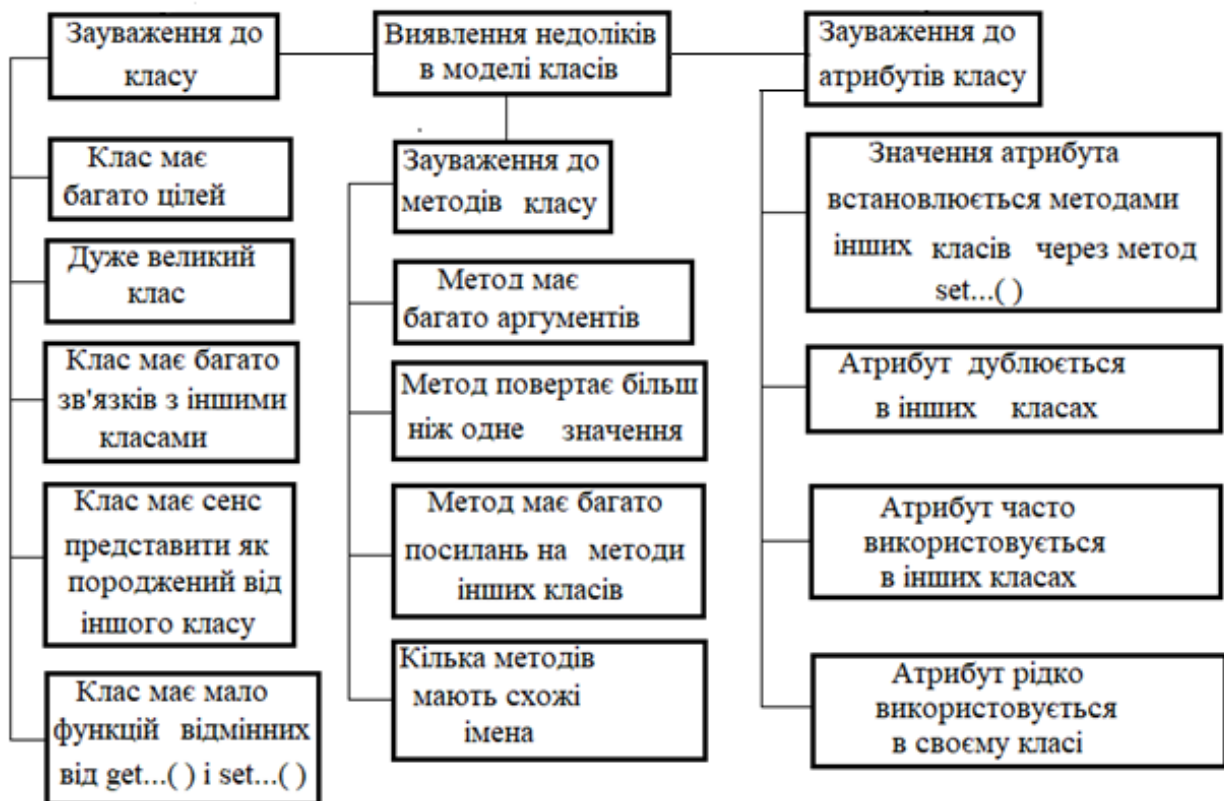 Зауваження до
класу
Виявлення недоліків
в моделі класів
Зауваження до
атрибутів класу
Клас має
багато цілей
Дуже великий
клас
Клас має багато
зв'язків з іншими
класами
Клас має сенс
представити як
породжений від
іншого класу
Клас має мало
функцій відмінних
від get...( ) і set...( )
Зауваження до
методів класу
Метод має
багато аргументів
Метод повертає більш
ніж одне значення
Метод має багато
посилань на методи
інших класів
Кілька методів
мають схожі
імена
Значення атрибута
встановлюється методами
інших класів через метод
set...( )
Атрибут дублюється
в інших класах
Атрибут часто
використовується
в інших класах
Атрибут рідко
використовується
в своєму класі